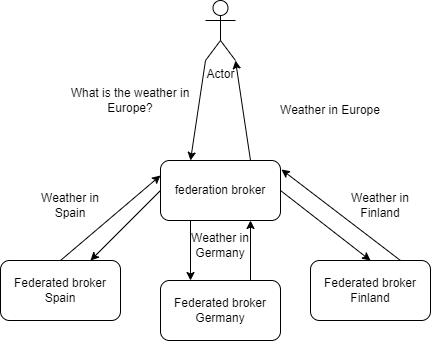 Actor
What is the weather in
Europe?
Weather in Europe
federation broker
Weather in
Spain
Weather in
Germany
Weather in
Finland
Federated broker
Spain
Federated broker
Germany
Federated broker
Finland